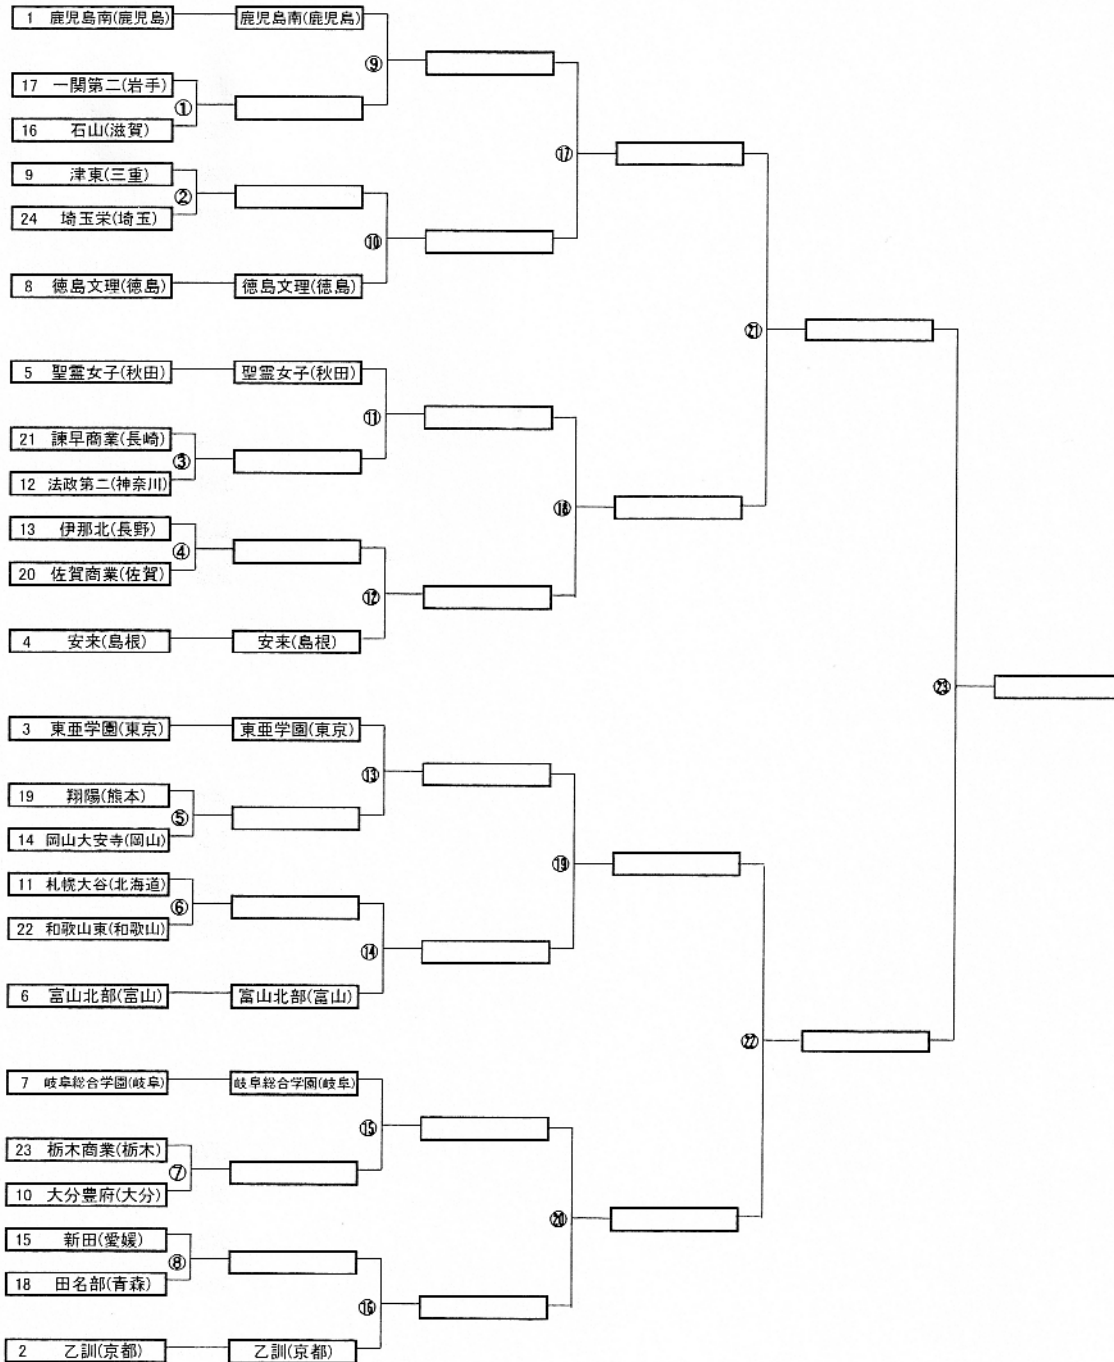 1 鹿児島南(鹿児島) 鹿児島南(鹿児島)
⑨
17 一関第二(岩手)
①
16 石山(滋賀)
⑰
9 津東(三重)
②
24 埼玉栄(埼玉)
⑩
8 徳島文理(徳島) 徳島文理(徳島)
㉑
5 聖霊女子(秋田) 聖霊女子(秋田)
⑪
21 諫早商業(長崎)
③
12 法政第二(神奈川)
⑱
13 伊那北(長野)
④
20 佐賀商業(佐賀)
⑫
4 安来(島根) 安来(島根)
㉓
3 東亜学園(東京) 東亜学園(東京)
⑬
19 翔陽(熊本)
⑤
14 岡山大安寺(岡山)
⑲
11 札幌大谷(北海道)
⑥
22 和歌山東(和歌山)
⑭
6 富山北部(富山) 富山北部(富山)
㉒
7 岐阜総合学園(岐阜) 岐阜総合学園(岐阜)
⑮
23 栃木商業(栃木)
⑦
10 大分豊府(大分)
⑳
15 新田(愛媛)
⑧
18 田名部(青森)
⑯
2 乙訓(京都) 乙訓(京都)